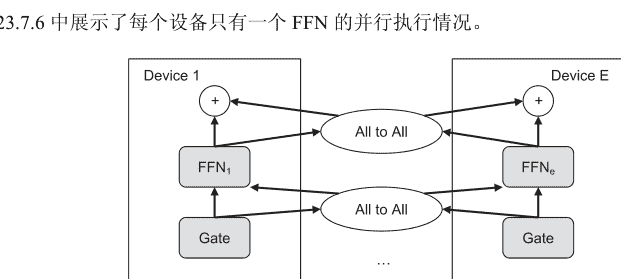 23.7.6 中展示了每个设备只有一个 FFN 的并行执行情况。
Device 1
Device E
+
+
All to All
FFN₁
FFNₑ
All to All
Gate
Gate
...